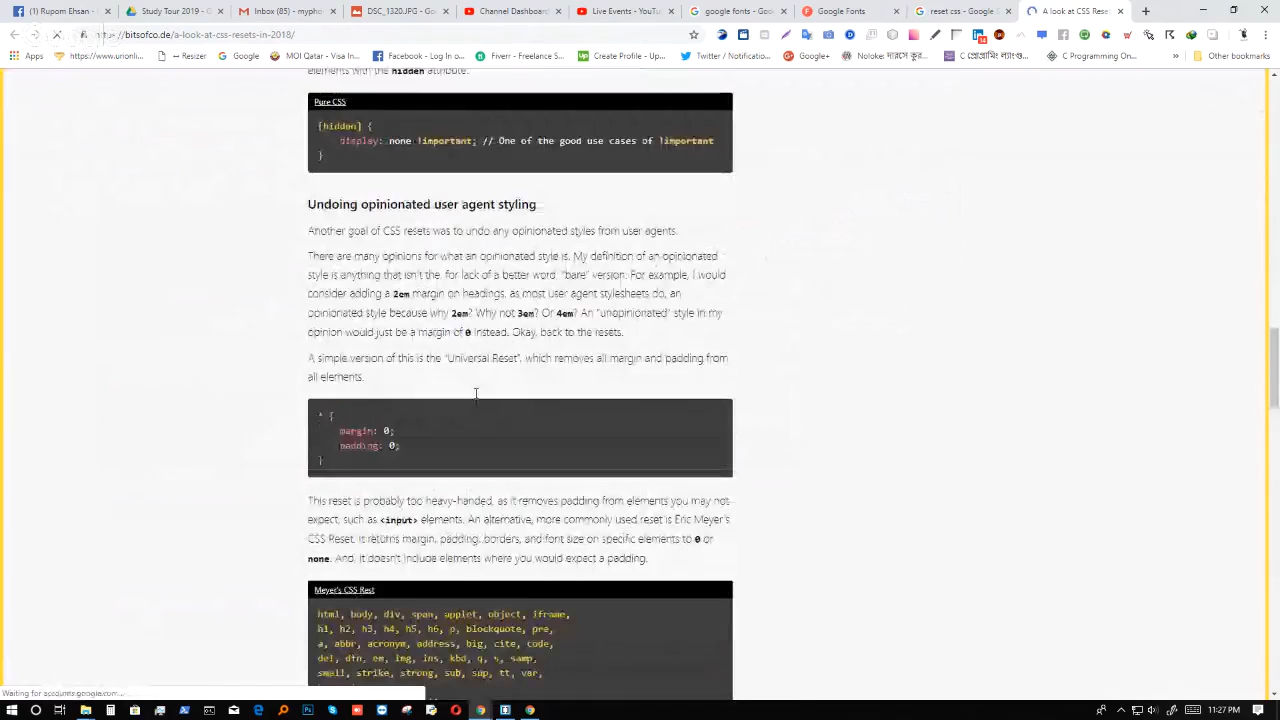 (1) Rupom Ehsan -
Study Tour 2019 - G
Inbox (85) - mypho
DSC_1320.JPG - G
Channel Dashboard
Live Events - YouTu
google fonts - Goo
Google Fonts
reset css - Google S
A look at CSS Reset
https://bitsofco.de/a-look-at-css-resets-in-2018/
Apps
https://www.urionli
++ Resizer
Google
MOI Qatar - Visa In
Facebook - Log In o
Fiverr - Freelance S
Create Profile - Up
Twitter / Notificatio
Google+
C Programming On
Other bookmarks
elements with the hidden attribute.
Pure CSS
[hidden] {
display: none !important; // One of the good use cases of !important
}
Undoing opinionated user agent styling
Another goal of CSS resets was to undo any opinionated styles from user agents.
There are many opinions for what an opinionated style is. My definition of an opinionated
style is anything that isn't the, for lack of a better word, "bare" version. For example, I would
consider adding a 2em margin on headings, as most user agent stylesheets do, an
opinionated style because why 2em? Why not 3em? Or 4em? An "unopinionated" style in my
opinion would just be a margin of 0 instead. Okay, back to the resets.
A simple version of this is the "Universal Reset", which removes all margin and padding from
all elements.
* {
margin: 0;
padding: 0;
}
This reset is probably too heavy-handed, as it removes padding from elements you may not
expect, such as <input> elements. An alternative, more commonly used reset is Eric Meyer's
CSS Reset. It returns margin, padding, borders, and font size on specific elements to 0 or
none. And, it doesn't include elements where you would expect a padding.
Meyer's CSS Rest
html, body, div, span, applet, object, iframe,
h1, h2, h3, h4, h5, h6, p, blockquote, pre,
a, abbr, acronym, address, big, cite, code,
del, dfn, em, img, ins, kbd, q, s, samp,
small, strike, strong, sub, sup, tt, var,
Waiting for
11:27 PM